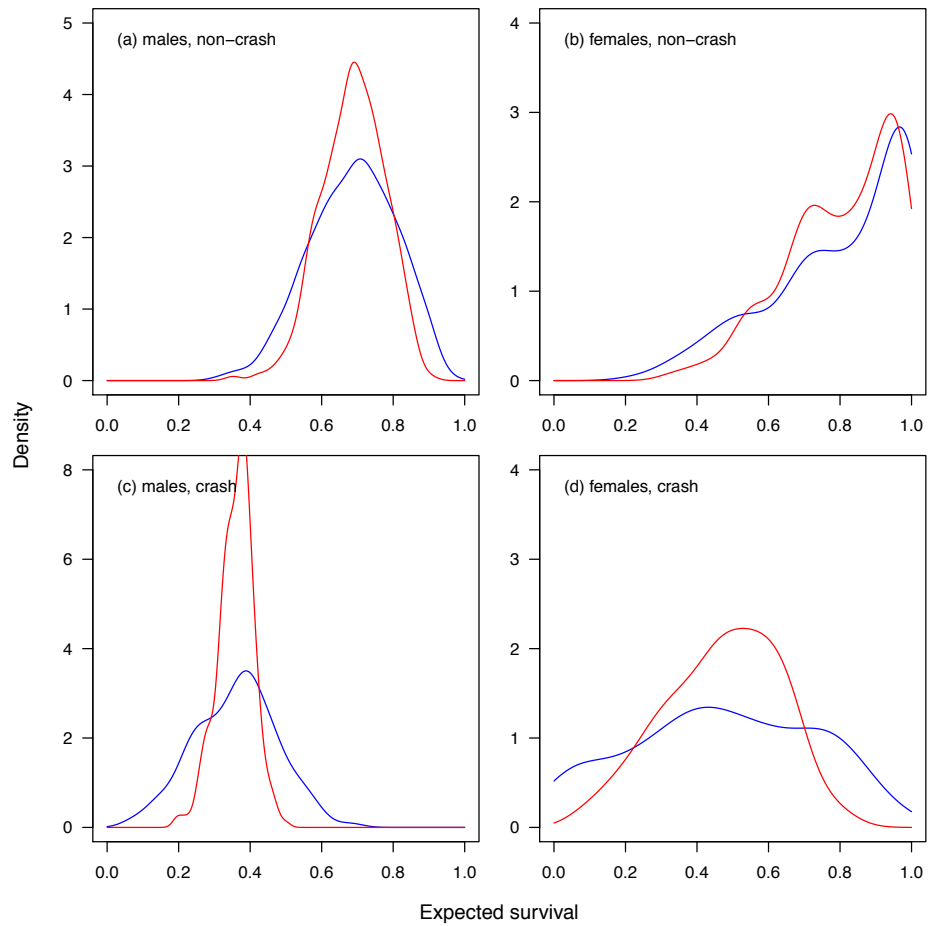 (a) males, non−crash
5
4
3
2
1
0
0.0 0.2 0.4 0.6 0.8 1.0
(b) females, non−crash
4
3
2
1
0
0.0 0.2 0.4 0.6 0.8 1.0
Density
(c) males, crash
8
6
4
2
0
0.0 0.2 0.4 0.6 0.8 1.0
(d) females, crash
4
3
2
1
0
0.0 0.2 0.4 0.6 0.8 1.0
Expected survival